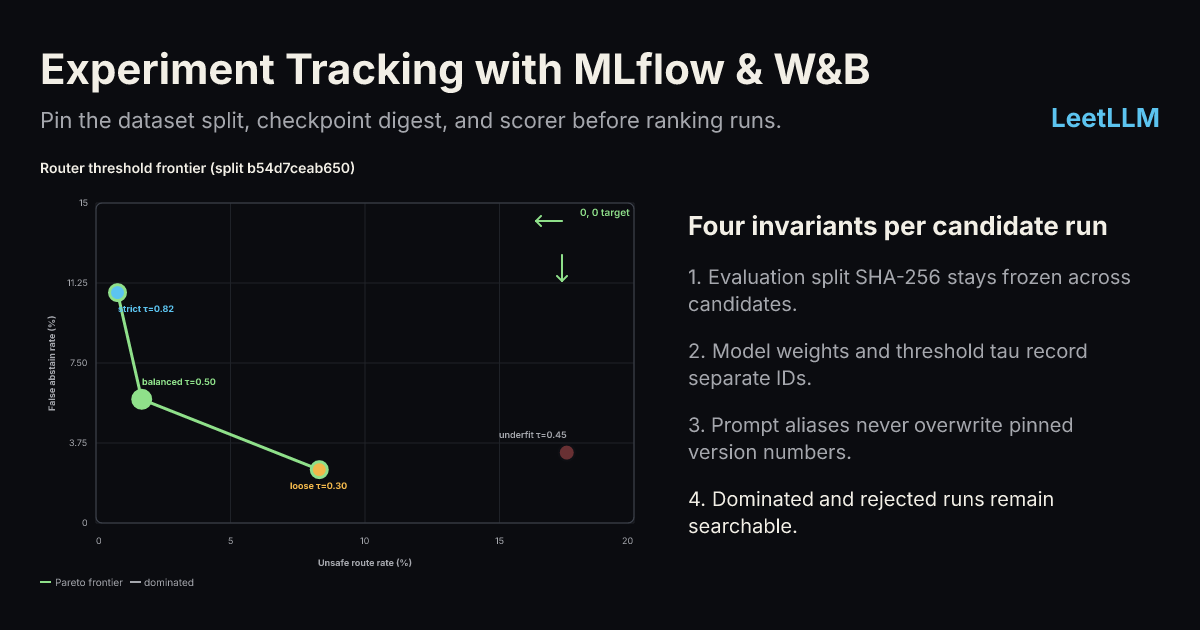 Experiment Tracking with MLflow & W&B
Pin the dataset split, checkpoint digest, and scorer before ranking runs.
LeetLLM
Router threshold frontier (split b54d7ceab650)
15
11.25
7.50
3.75
0
0
5
10
15
20
False abstain rate (%)
Unsafe route rate (%)
0, 0 target
strict τ=0.82
balanced τ=0.50
loose τ=0.30
underfit τ=0.45
Pareto frontier
dominated
Four invariants per candidate run
1. Evaluation split SHA-256 stays frozen across
candidates.
2. Model weights and threshold tau record
separate IDs.
3. Prompt aliases never overwrite pinned
version numbers.
4. Dominated and rejected runs remain
searchable.